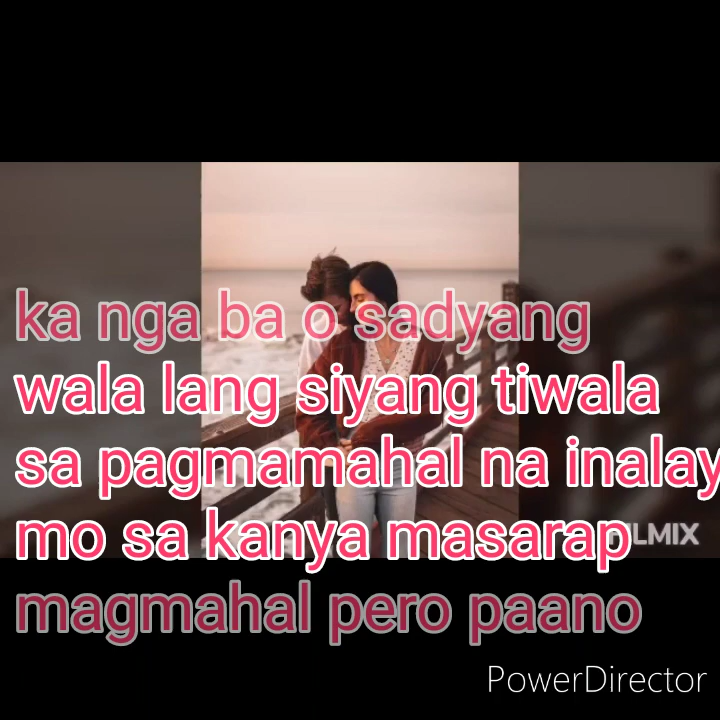 ka nga ba o sadyang
wala lang siyang tiwala
sa pagmamahal na inalay
mo sa kanya masarap
magmahal pero paano
PowerDirector